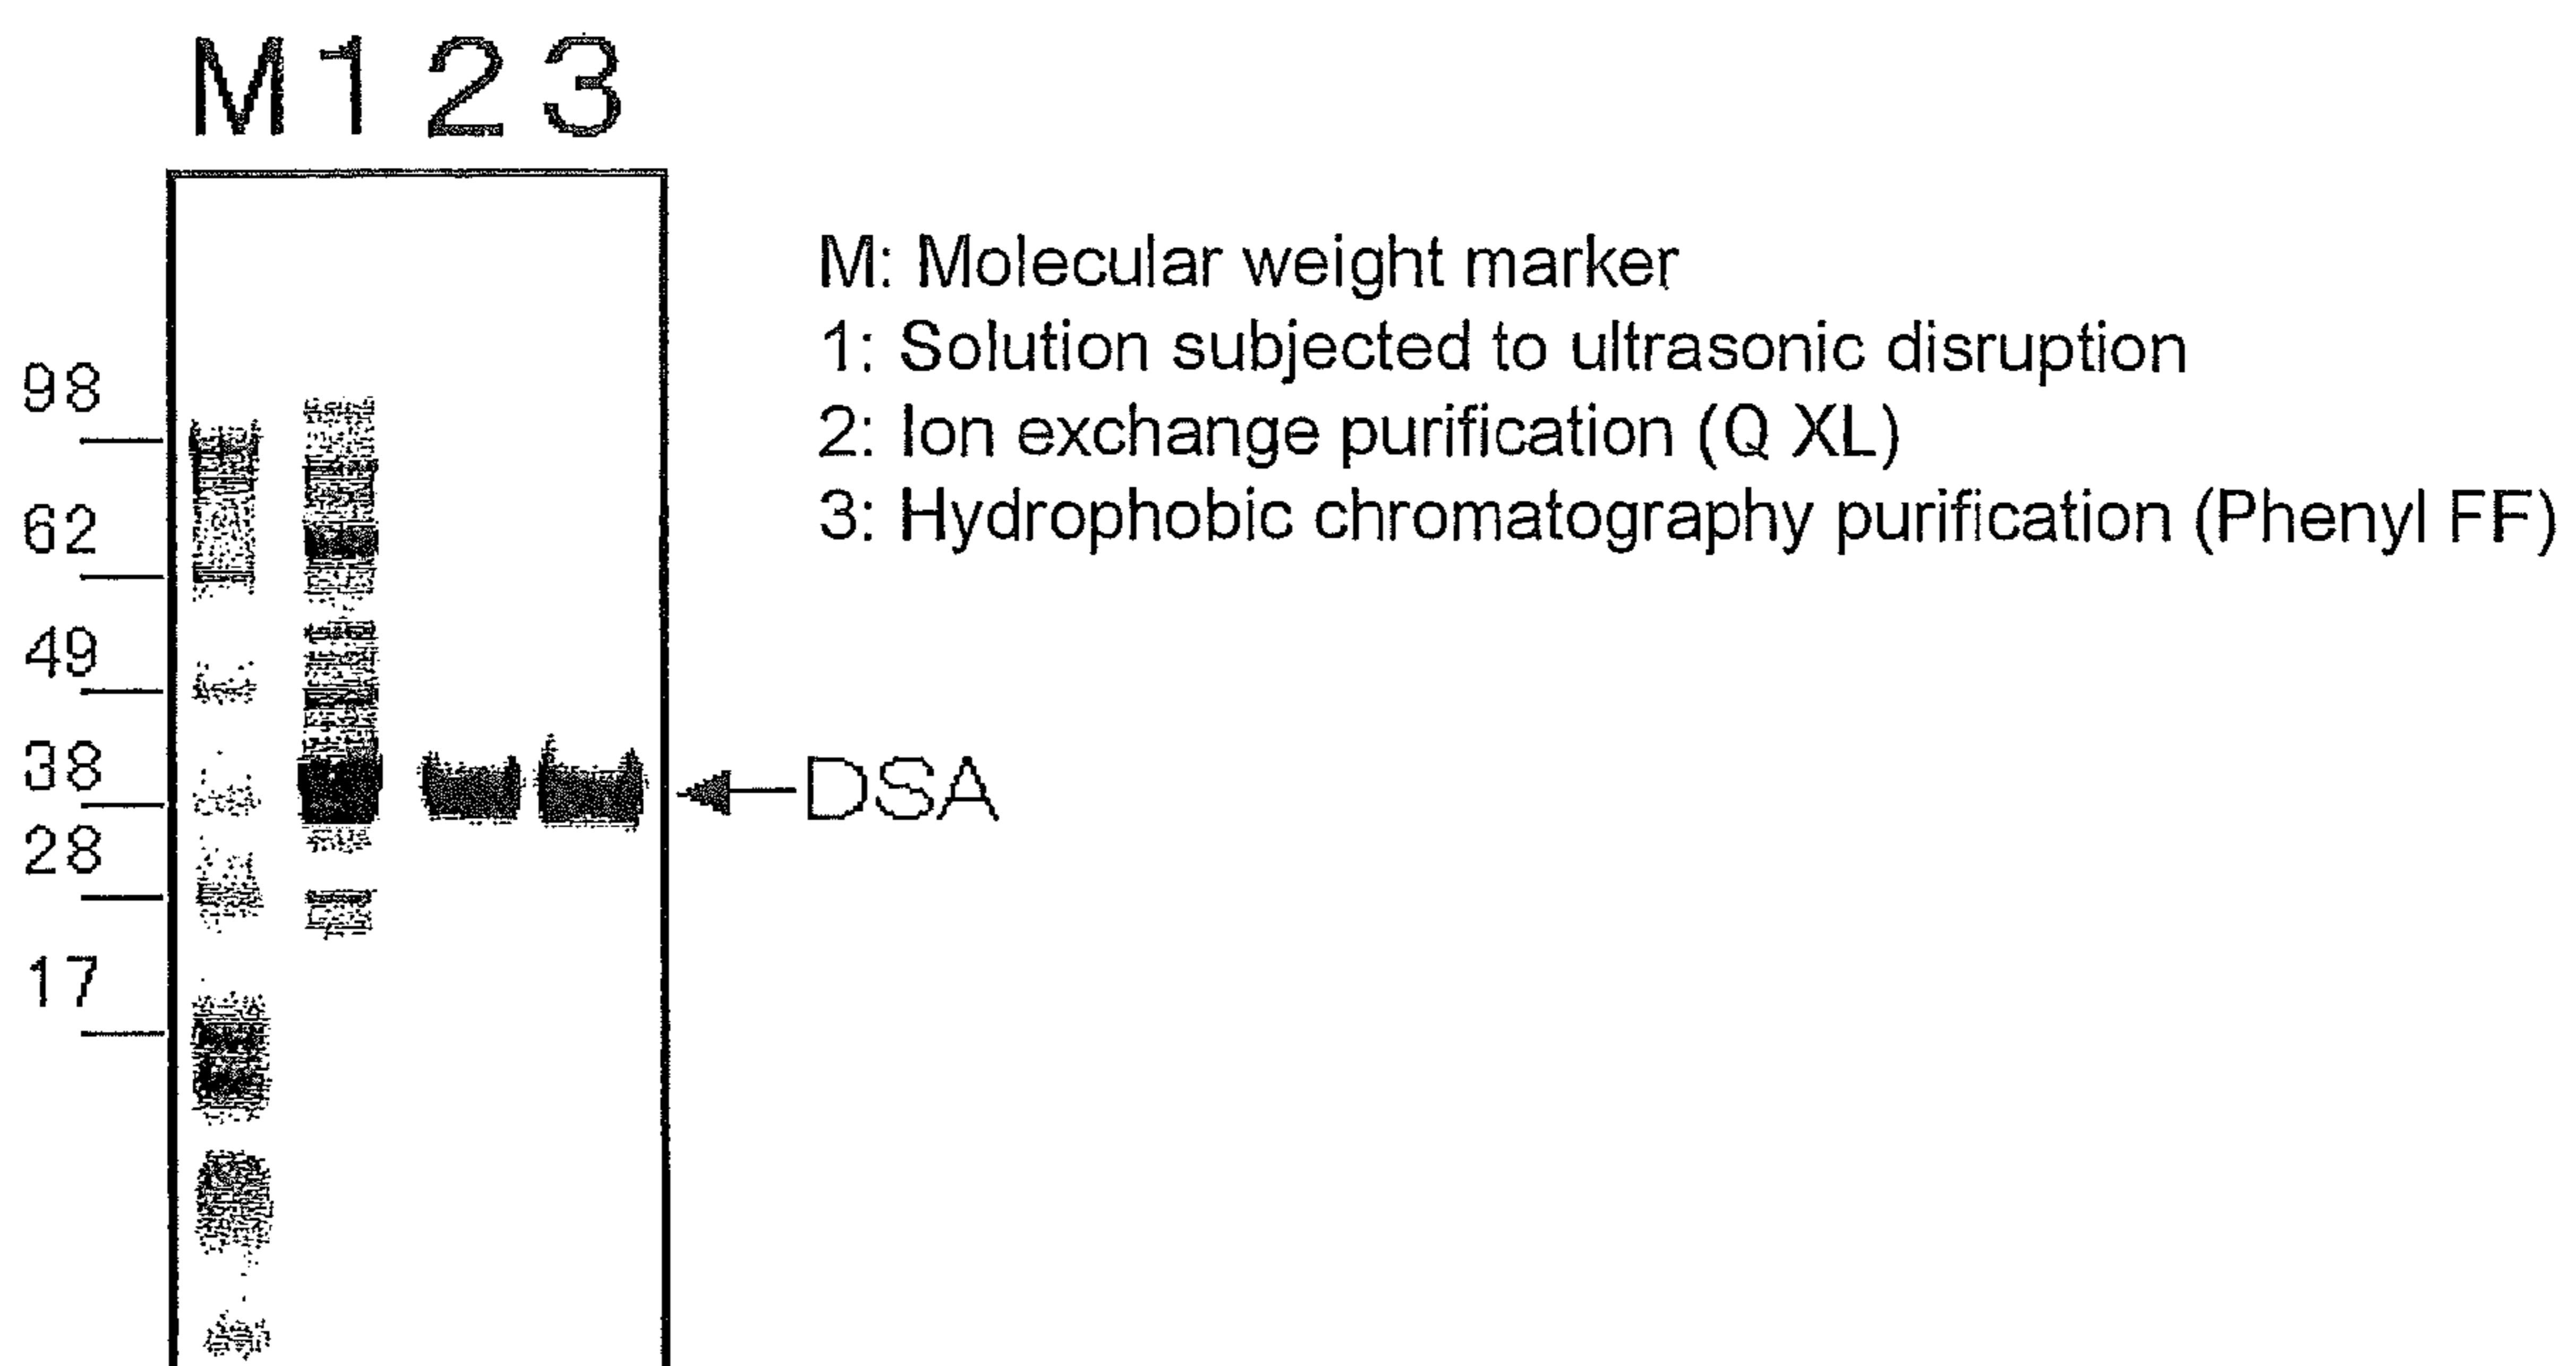 M 1 2 3
M: Molecular weight marker
1: Solution subjected to ultrasonic disruption
2: Ion exchange purification (Q XL)
3: Hydrophobic chromatography purification (Phenyl FF)
98
62
49
38
DSA
28
17